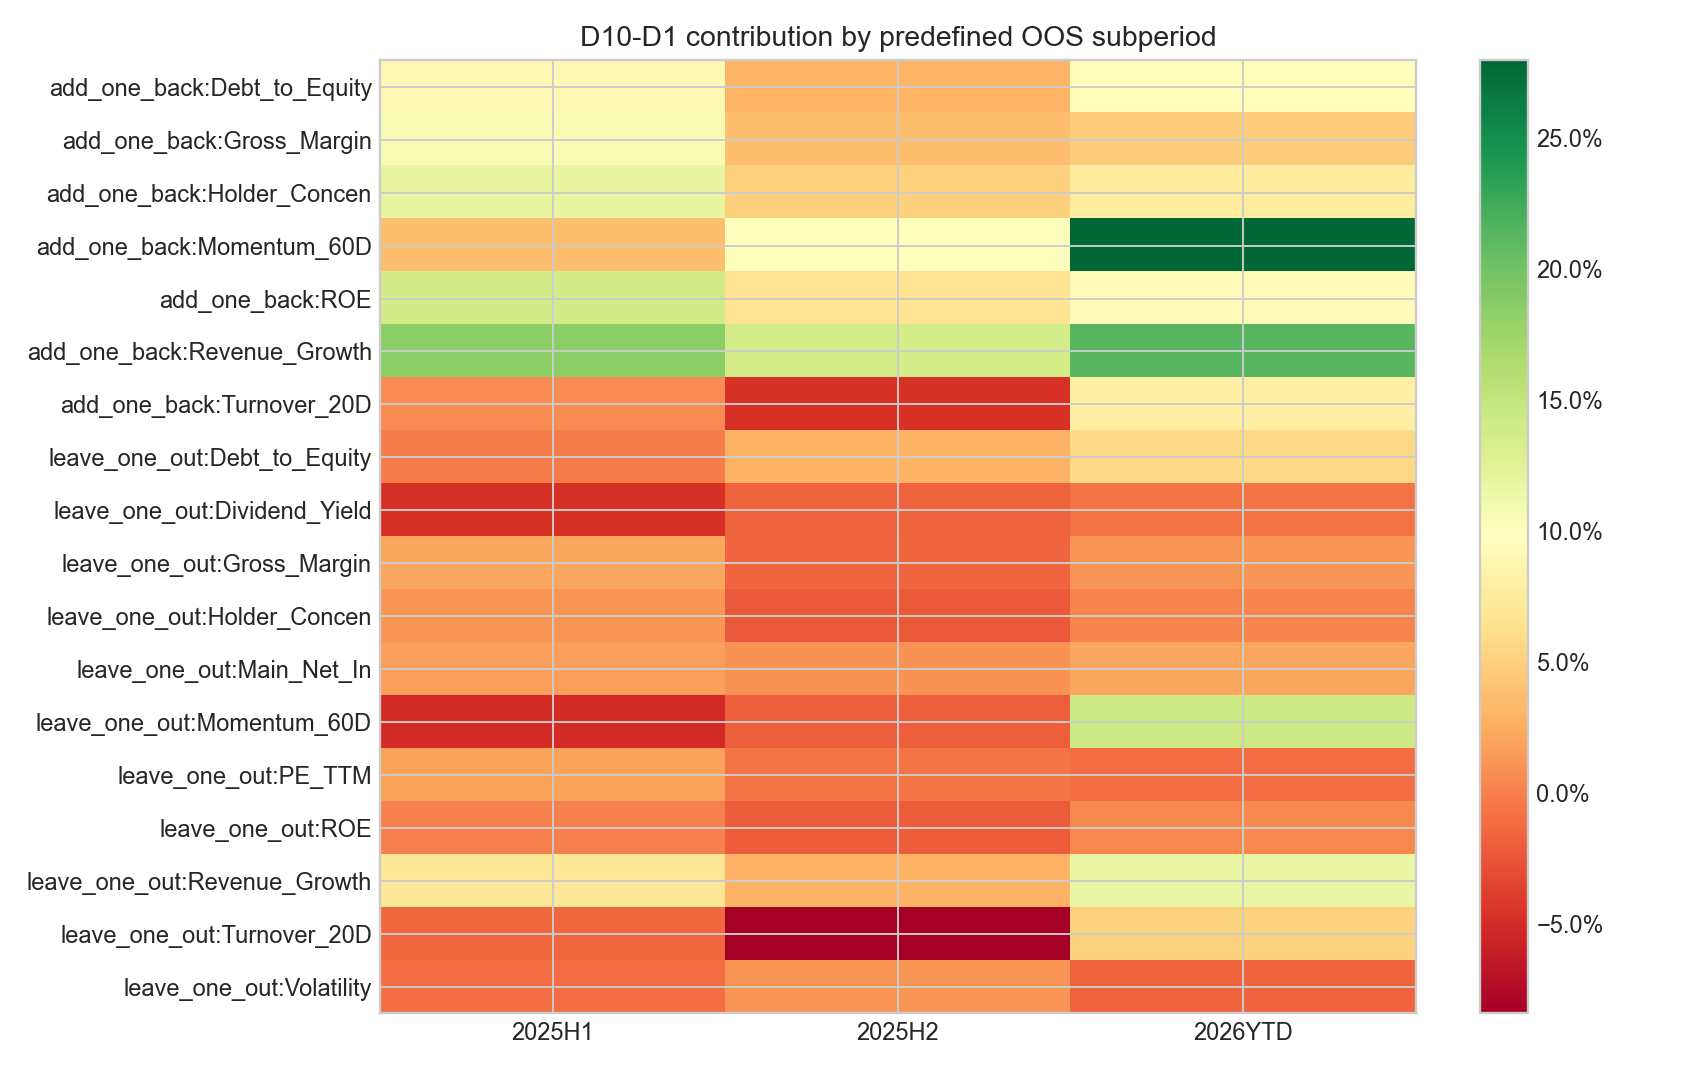 D10-D1 contribution by predefined OOS subperiod
add_one_back:Debt_to_Equity
add_one_back:Gross_Margin
add_one_back:Holder_Concen
add_one_back:Momentum_60D
add_one_back:ROE
add_one_back:Revenue_Growth
add_one_back:Turnover_20D
leave_one_out:Debt_to_Equity
leave_one_out:Dividend_Yield
leave_one_out:Gross_Margin
leave_one_out:Holder_Concen
leave_one_out:Main_Net_In
leave_one_out:Momentum_60D
leave_one_out:PE_TTM
leave_one_out:ROE
leave_one_out:Revenue_Growth
leave_one_out:Turnover_20D
leave_one_out:Volatility
2025H1
2025H2
2026YTD
25.0%
20.0%
15.0%
10.0%
5.0%
0.0%
−5.0%